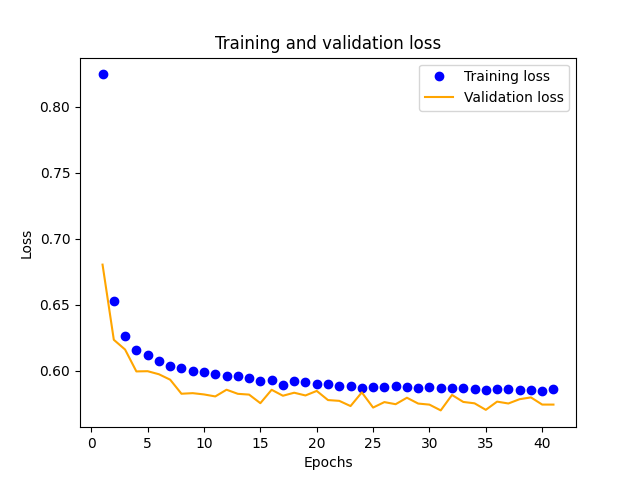 Training and validation loss
Training loss
Validation loss
0.80
0.75
0.70
0.65
0.60
Loss
0 5 10 15 20 25 30 35 40
Epochs